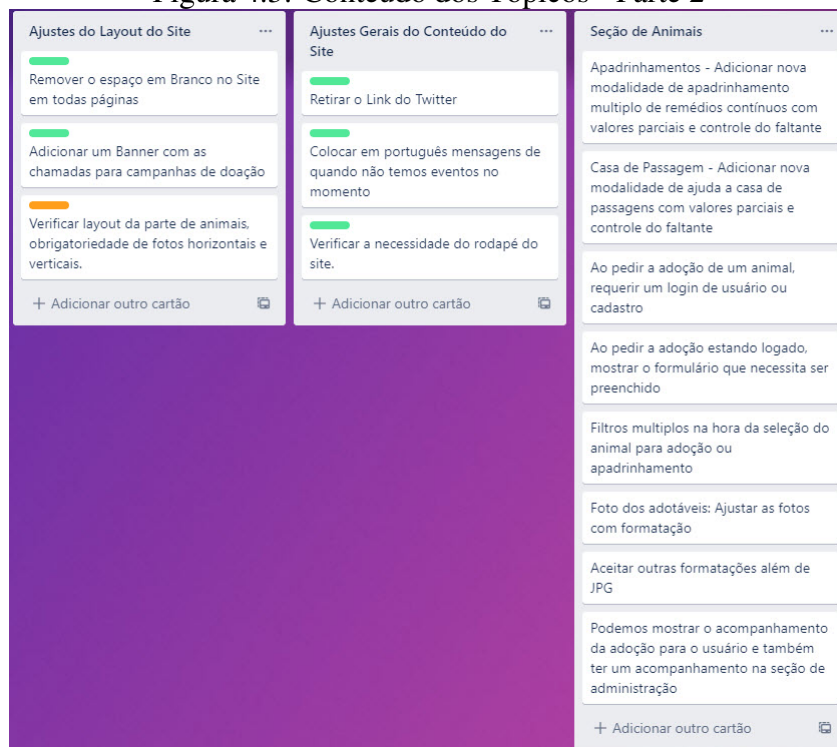 Figura 4.5: Conteúdo dos Tópicos - Parte 2
Ajustes do Layout do Site
Remover o espaço em Branco no Site
em todas páginas
Adicionar um Banner com as
chamadas para campanhas de doação
Verificar layout da parte de animais,
obrigatoriedade de fotos horizontais e
verticais.
+ Adicionar outro cartão
Ajustes Gerais do Conteúdo do
Site
Retirar o Link do Twitter
Colocar em português mensagens de
quando não temos eventos no
momento
Verificar a necessidade do rodapé do
site.
+ Adicionar outro cartão
Seção de Animais
Apadrinhamentos - Adicionar nova
modalidade de apadrinhamento
multiplo de remédios contínuos com
valores parciais e controle do faltante
Casa de Passagem - Adicionar nova
modalidade de ajuda a casa de
passagens com valores parciais e
controle do faltante
Ao pedir a adoção de um animal,
requerir um login de usuário ou
cadastro
Ao pedir a adoção estando logado,
mostrar o formulário que necessita ser
preenchido
Filtros multiplos na hora da seleção do
animal para adoção ou
apadrinhamento
Foto dos adotáveis: Ajustar as fotos
com formatação
Aceitar outras formatações além de
JPG
Podemos mostrar o acompanhamento
da adoção para o usuário e também
ter um acompanhamento na seção de
administração
+ Adicionar outro cartão